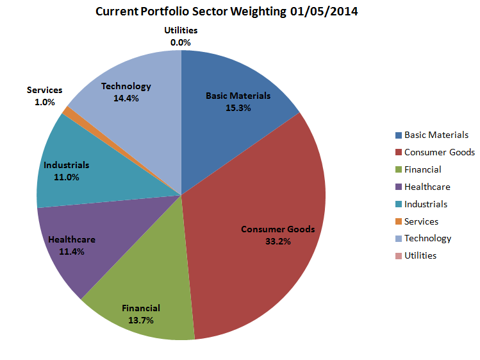 Current Portfolio Sector Weighting 01/05/2014
Utilities
0.0%
Services
1.0%
Technology
14.4%
Basic Materials
15.3%
Industrials
11.0%
Healthcare
11.4%
Consumer Goods
33.2%
Financial
13.7%
Basic Materials
Consumer Goods
Financial
Healthcare
Industrials
Services
Technology
Utilities